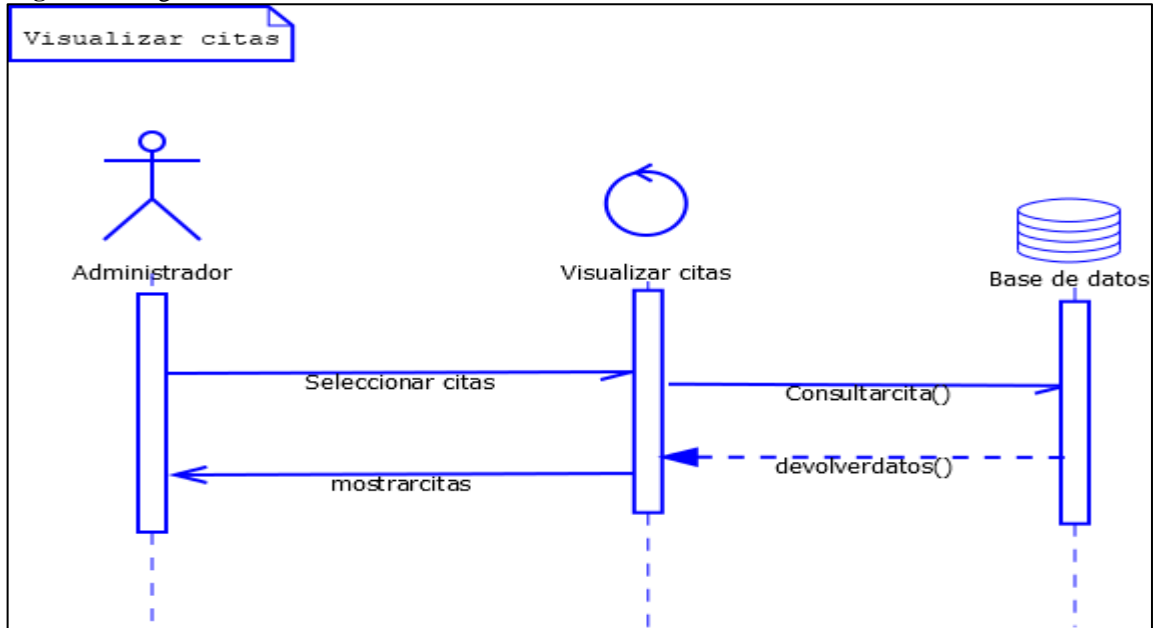 Visualizar citas
Administrador
Visualizar citas
Base de datos
Seleccionar citas
Consultarcita()
devolverdatos()
mostrarcitas